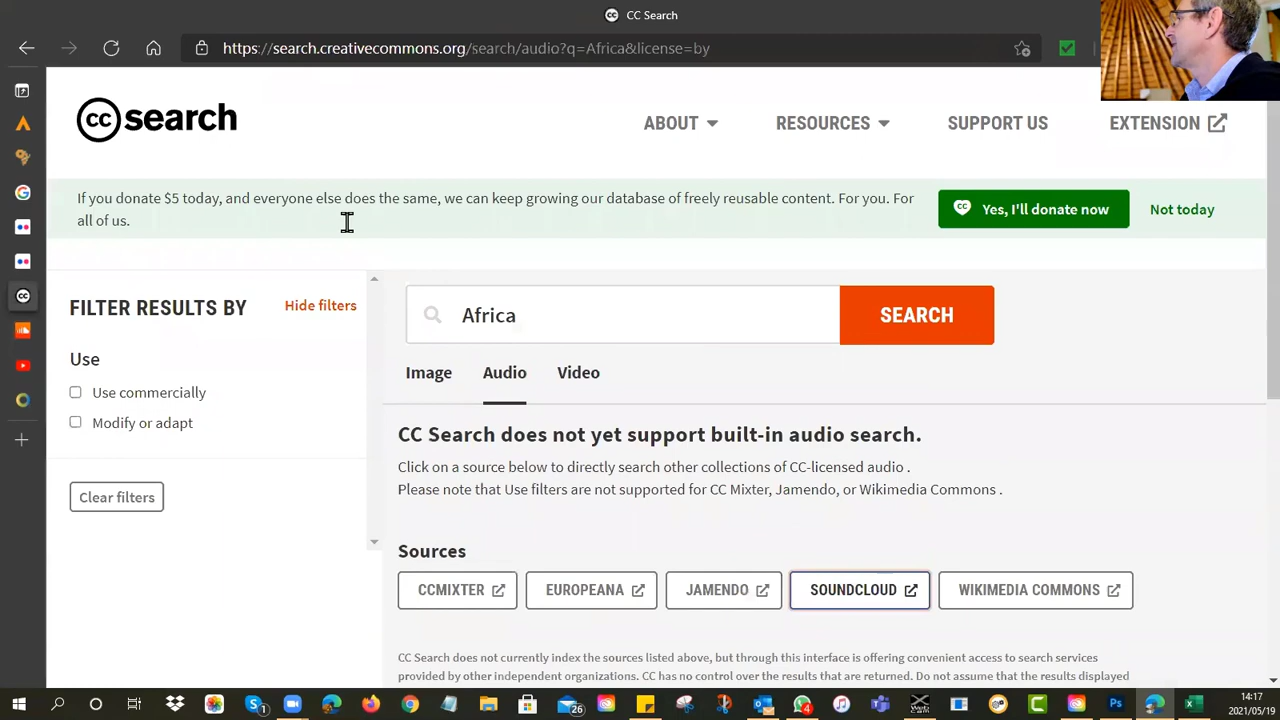 CC Search
https://search.creativecommons.org/search/audio?q=Africa&license=by
cc search
ABOUT
RESOURCES
SUPPORT US
EXTENSION
If you donate $5 today, and everyone else does the same, we can keep growing our database of freely reusable content. For you. For
all of us.
Yes, I'll donate now
Not today
FILTER RESULTS BY
Hide filters
Use
Use commercially
Modify or adapt
Clear filters
Africa
SEARCH
Image Audio Video
CC Search does not yet support built-in audio search.
Click on a source below to directly search other collections of CC-licensed audio .
Please note that Use filters are not supported for CC Mixter, Jamendo, or Wikimedia Commons .
Sources
CCMIXTER EUROPEANA JAMENDO SOUNDCLOUD WIKIMEDIA COMMONS
CC Search does not currently index the sources listed above, but through this interface is offering convenient access to search services
provided by other independent organizations. CC has no control over the results that are returned. Do not assume that the results displayed
14:17
2021/05/19